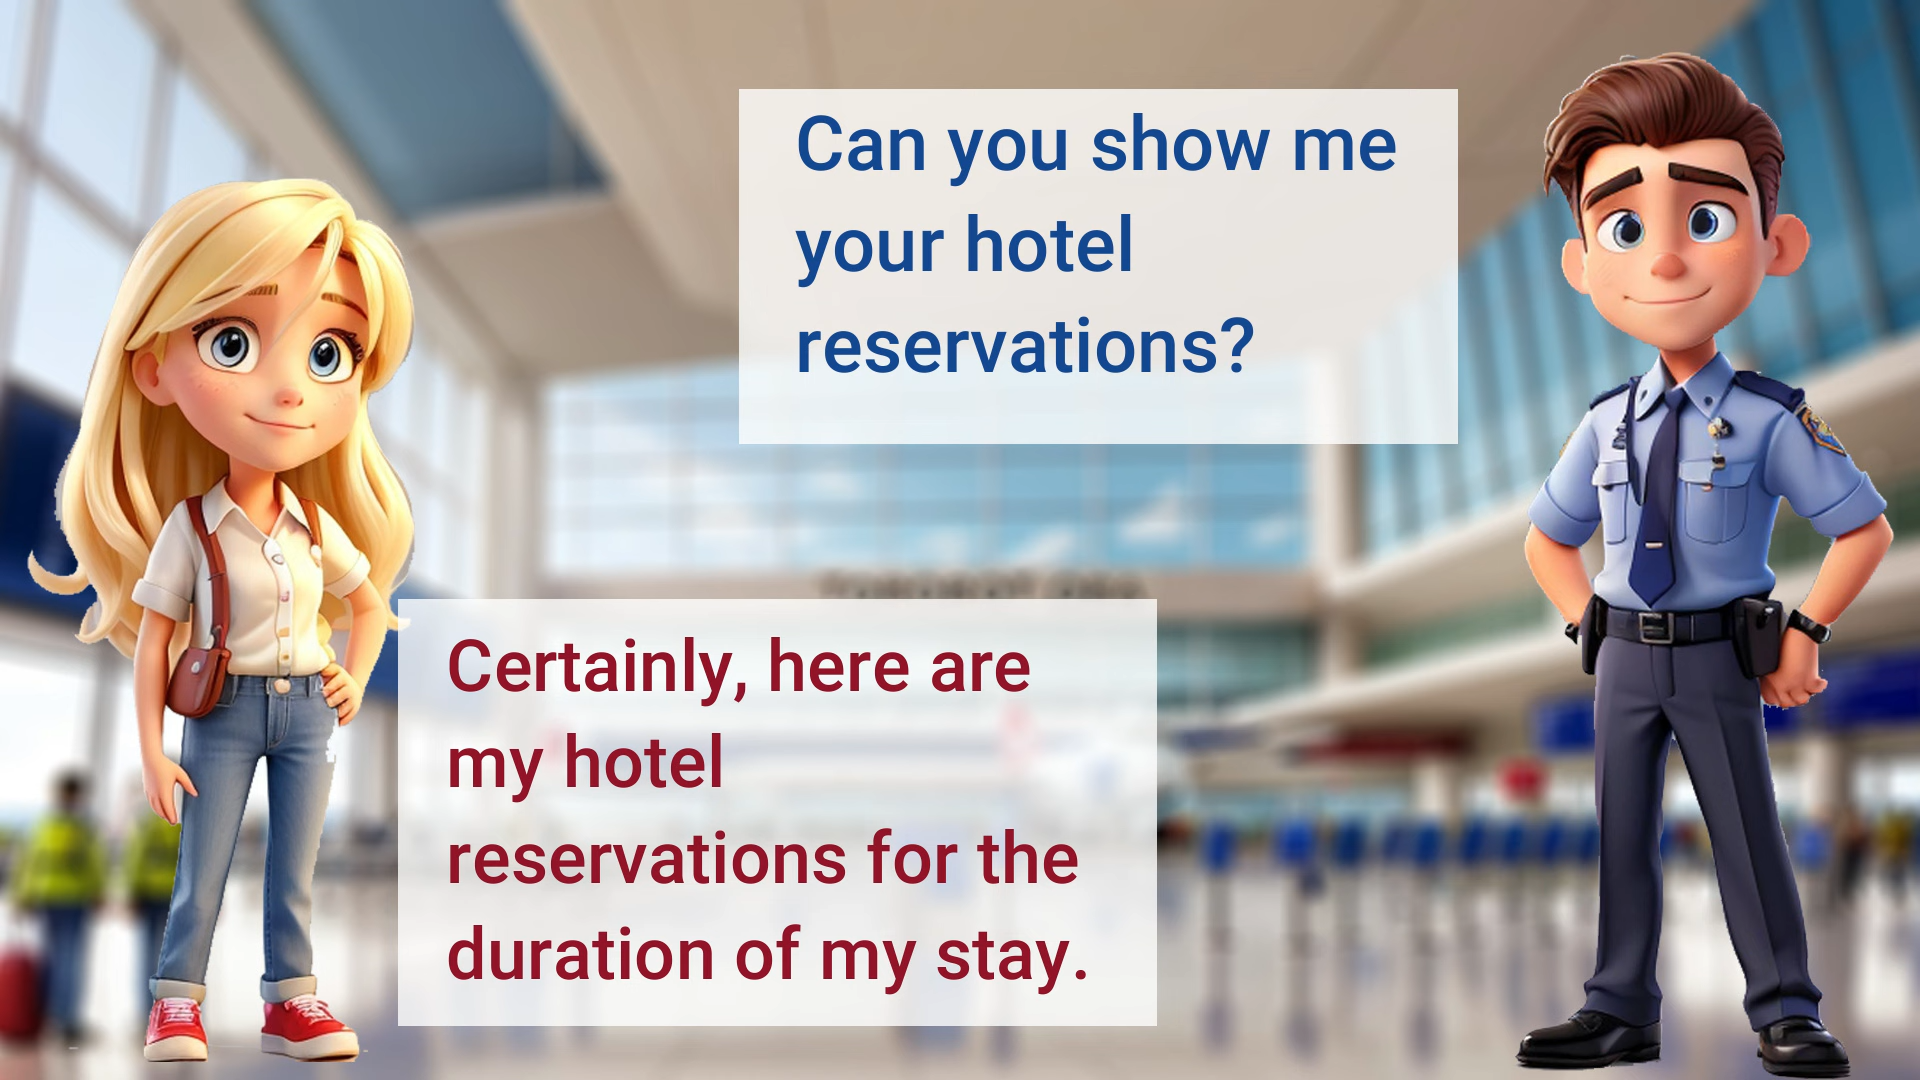 Can you show me
your hotel
reservations?
Certainly, here are
my hotel
reservations for the
duration of my stay.